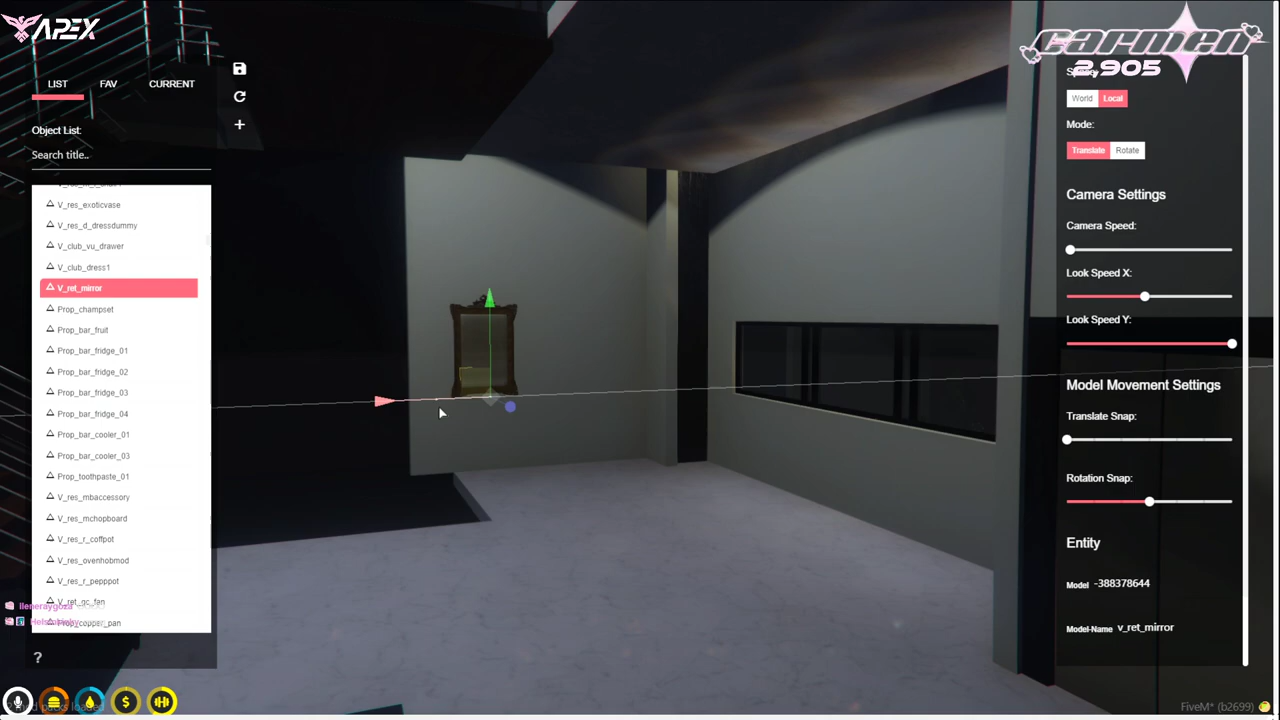 APEX
carmen
2,905
LIST FAV CURRENT
Object List:
Search title..
V_res_exoticvase
V_res_d_dressdummy
V_club_vu_drawer
V_club_dress1
V_ret_mirror
Prop_champset
Prop_bar_fruit
Prop_bar_fridge_01
Prop_bar_fridge_02
Prop_bar_fridge_03
Prop_bar_fridge_04
Prop_bar_cooler_01
Prop_bar_cooler_03
Prop_toothpaste_01
V_res_mbaccessory
V_res_mchopboard
V_res_r_coffpot
V_res_ovenhobmod
V_res_r_pepppot
V_ret_gc_fan
Prop_copper_pan
?
World Local
Mode:
Translate Rotate
Camera Settings
Camera Speed:
Look Speed X:
Look Speed Y:
Model Movement Settings
Translate Snap:
Rotation Snap:
Entity
Model -388378644
Model-Name v_ret_mirror
packs loaded
FiveM* (b2699)